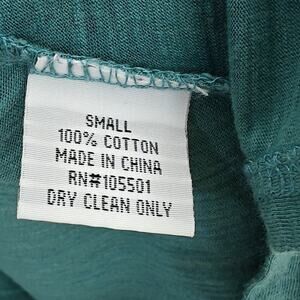 SMALL
100% COTTON
MADE IN CHINA
RN#105501
DRY CLEAN ONLY